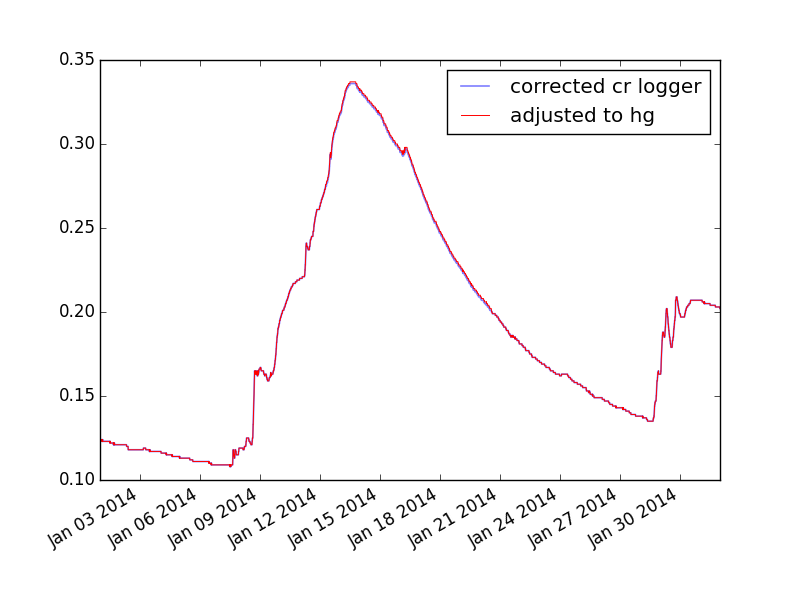 0.35
0.30
0.25
0.20
0.15
0.10
corrected cr logger
adjusted to hg
Jan 03 2014
Jan 06 2014
Jan 09 2014
Jan 12 2014
Jan 15 2014
Jan 18 2014
Jan 21 2014
Jan 24 2014
Jan 27 2014
Jan 30 2014